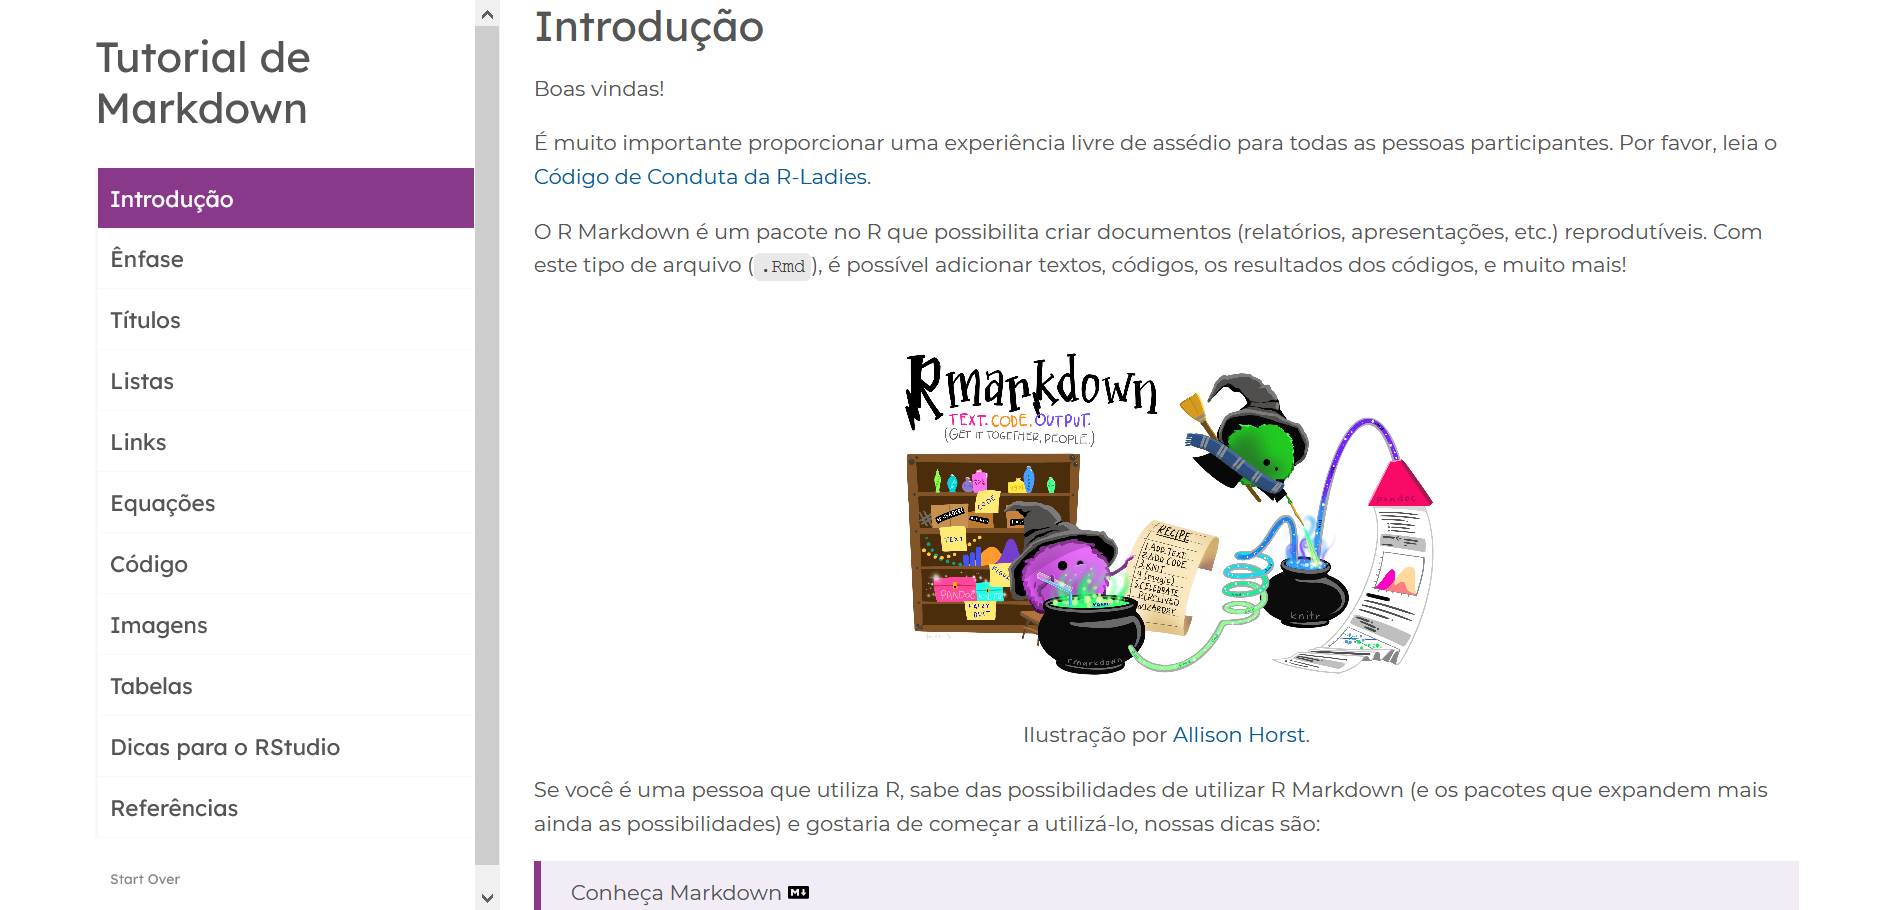 Tutorial de
Markdown
Introdução
Ênfase
Títulos
Listas
Links
Equações
Código
Imagens
Tabelas
Dicas para o RStudio
Referências
Start Over
Introdução
Boas vindas!
É muito importante proporcionar uma experiência livre de assédio para todas as pessoas participantes. Por favor, leia o
Código de Conduta da R-Ladies.
O R Markdown é um pacote no R que possibilita criar documentos (relatórios, apresentações, etc.) reprodutíveis. Com
este tipo de arquivo (.Rmd), é possível adicionar textos, códigos, os resultados dos códigos, e muito mais!
Rmarkdown
TEXT. CODE. OUTPUT.
(GET IT TOGETHER, PEOPLE.)
CODE
TEXT
PANDOC
RECIPE
1. ADD TEXT
2. ADD CODE
3. KNIT
4. (magic)
5. CELEBRATE
PERCEIVED
WIZARDRY
rmarkdown
knitr
pandoc
Ilustração por Allison Horst.
Se você é uma pessoa que utiliza R, sabe das possibilidades de utilizar R Markdown (e os pacotes que expandem mais
ainda as possibilidades) e gostaria de começar a utilizá-lo, nossas dicas são:
Conheça Markdown